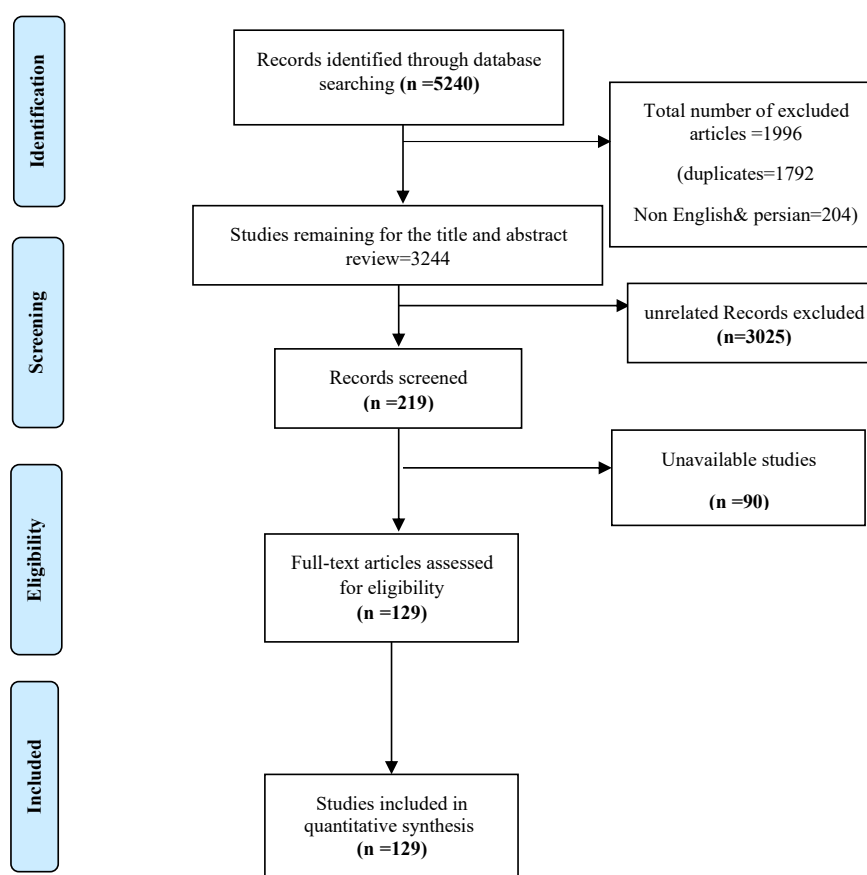 Identification
Records identified through database
searching (n =5240)
Total number of excluded
articles =1996
(duplicates=1792
Non English& persian=204)
Studies remaining for the title and abstract
review=3244
Screening
unrelated Records excluded
(n=3025)
Records screened
(n =219)
Unavailable studies
(n =90)
Eligibility
Full-text articles assessed
for eligibility
(n =129)
Included
Studies included in
quantitative synthesis
(n =129)